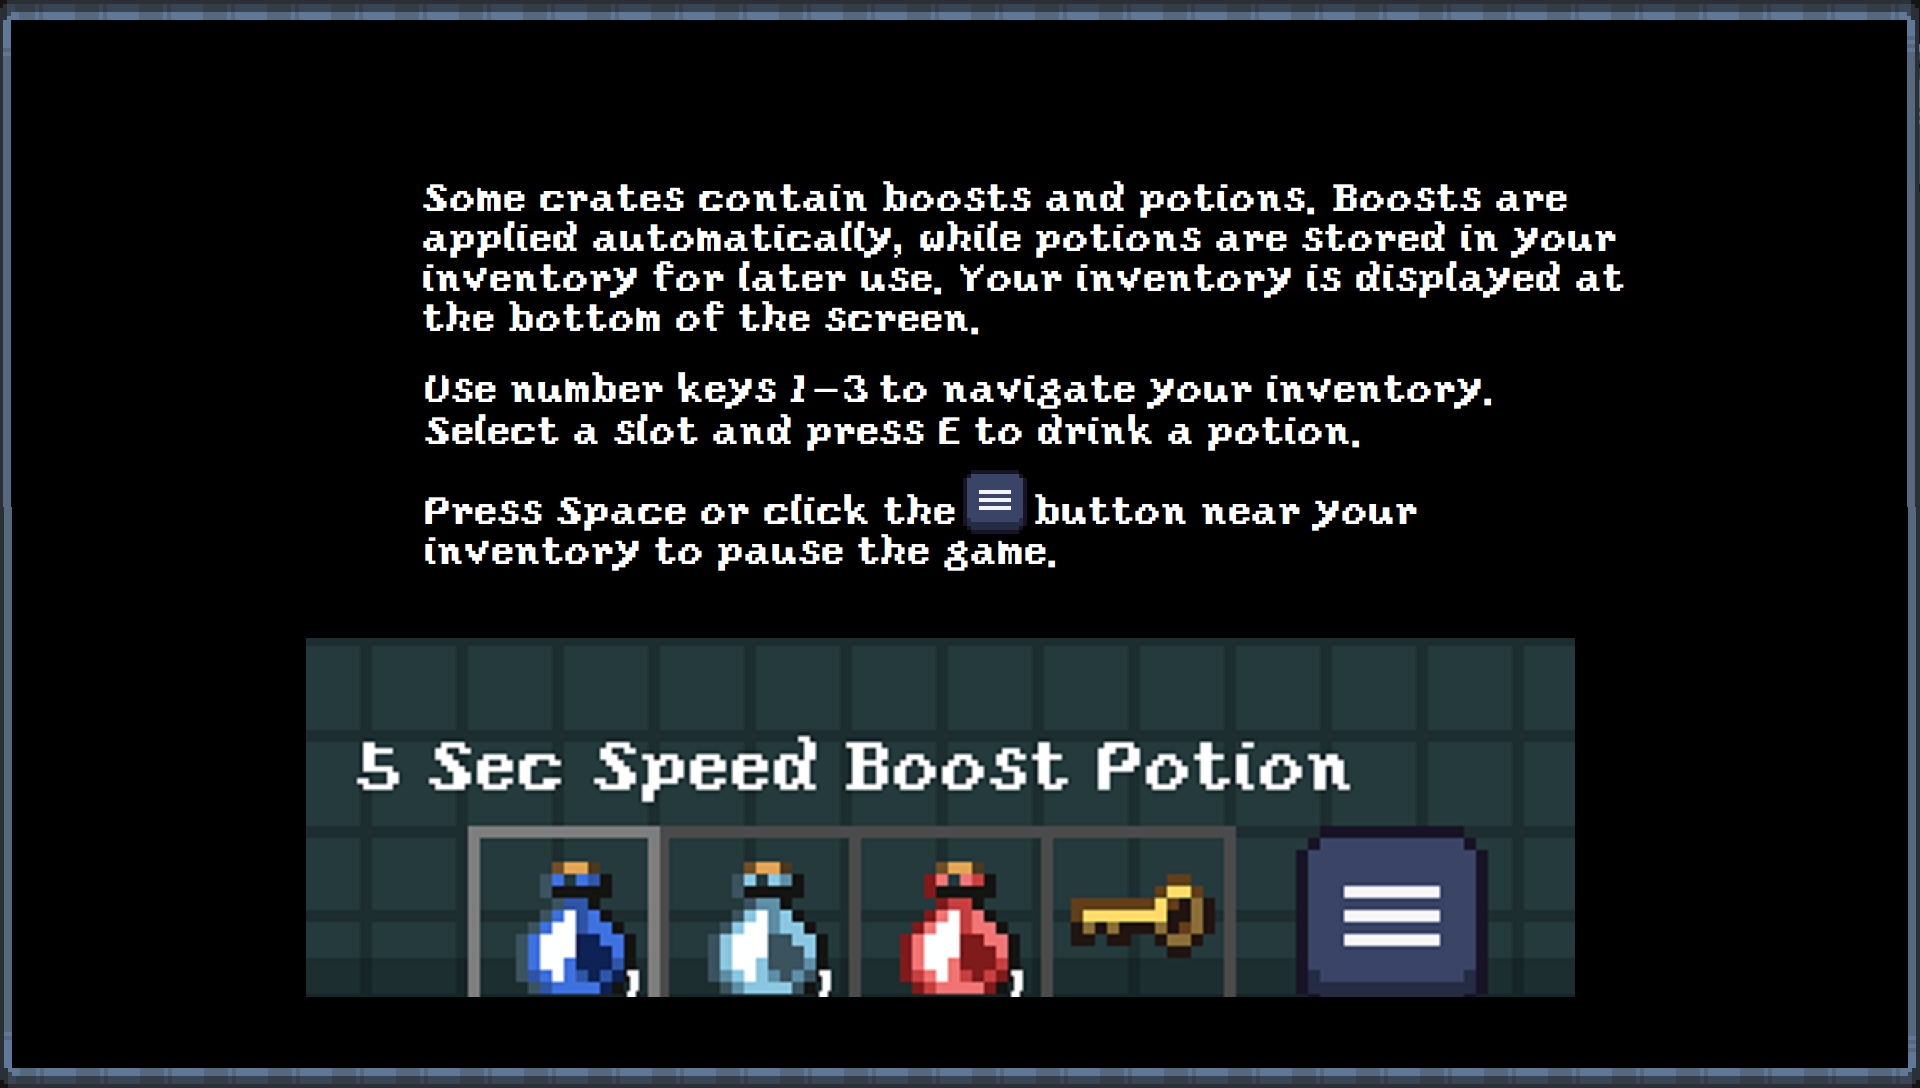 Some crates contain boosts and potions. Boosts are
applied automatically, while potions are stored in your
inventory for later use. Your inventory is displayed at
the bottom of the screen.
Use number keys 1-3 to navigate your inventory.
Select a slot and press E to drink a potion.
Press Space or click the button near your
inventory to pause the game.
5 Sec Speed Boost Potion